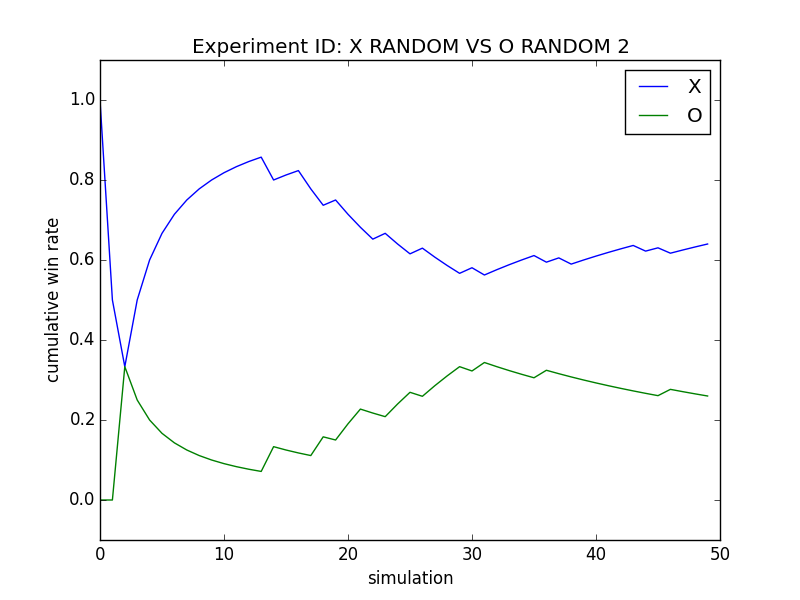 Experiment ID: X RANDOM VS O RANDOM 2
X
O
1.0
0.8
0.6
0.4
0.2
0.0
cumulative win rate
0 10 20 30 40 50
simulation